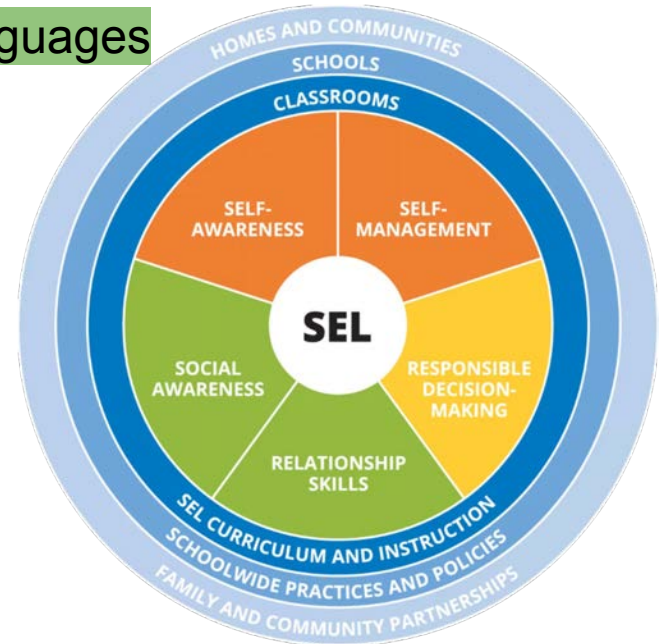 guages
HOMES AND COMMUNITIES
SCHOOLS
CLASSROOMS
SELF-
AWARENESS
SELF-
MANAGEMENT
SEL
SOCIAL
AWARENESS
RESPONSIBLE
DECISION-
MAKING
RELATIONSHIP
SKILLS
SEL CURRICULUM AND INSTRUCTION
SCHOOLWIDE PRACTICES AND POLICIES
FAMILY AND COMMUNITY PARTNERSHIPS